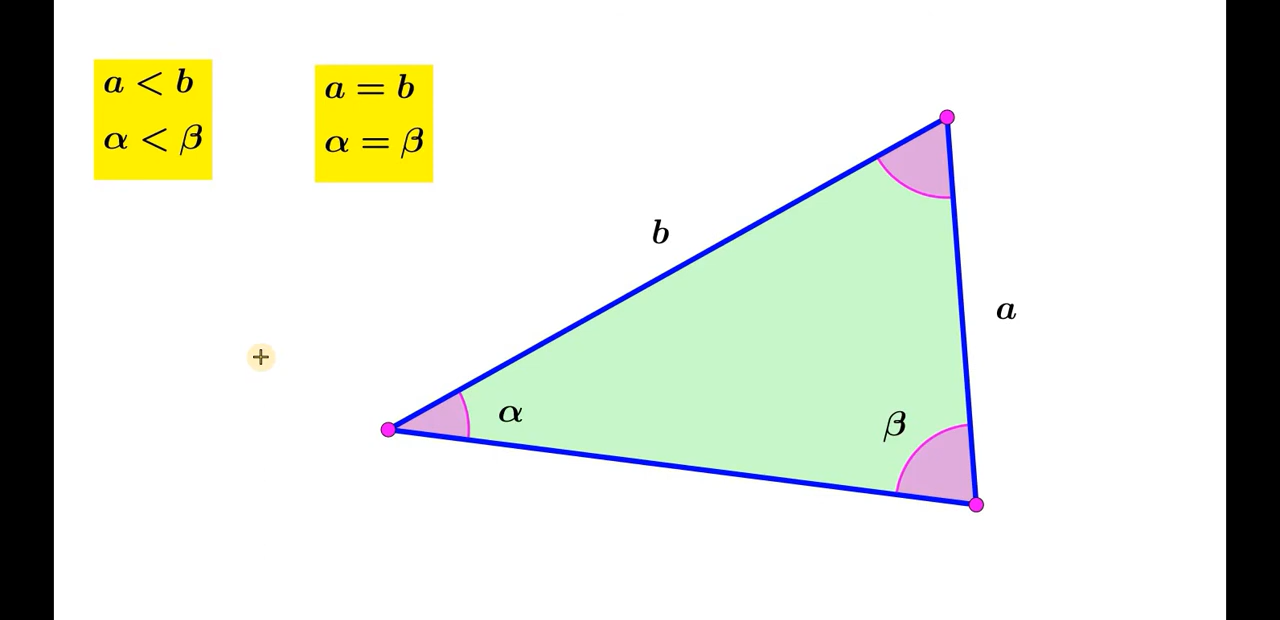 a < b
α < β
a = b
α = β
b
a
α
β